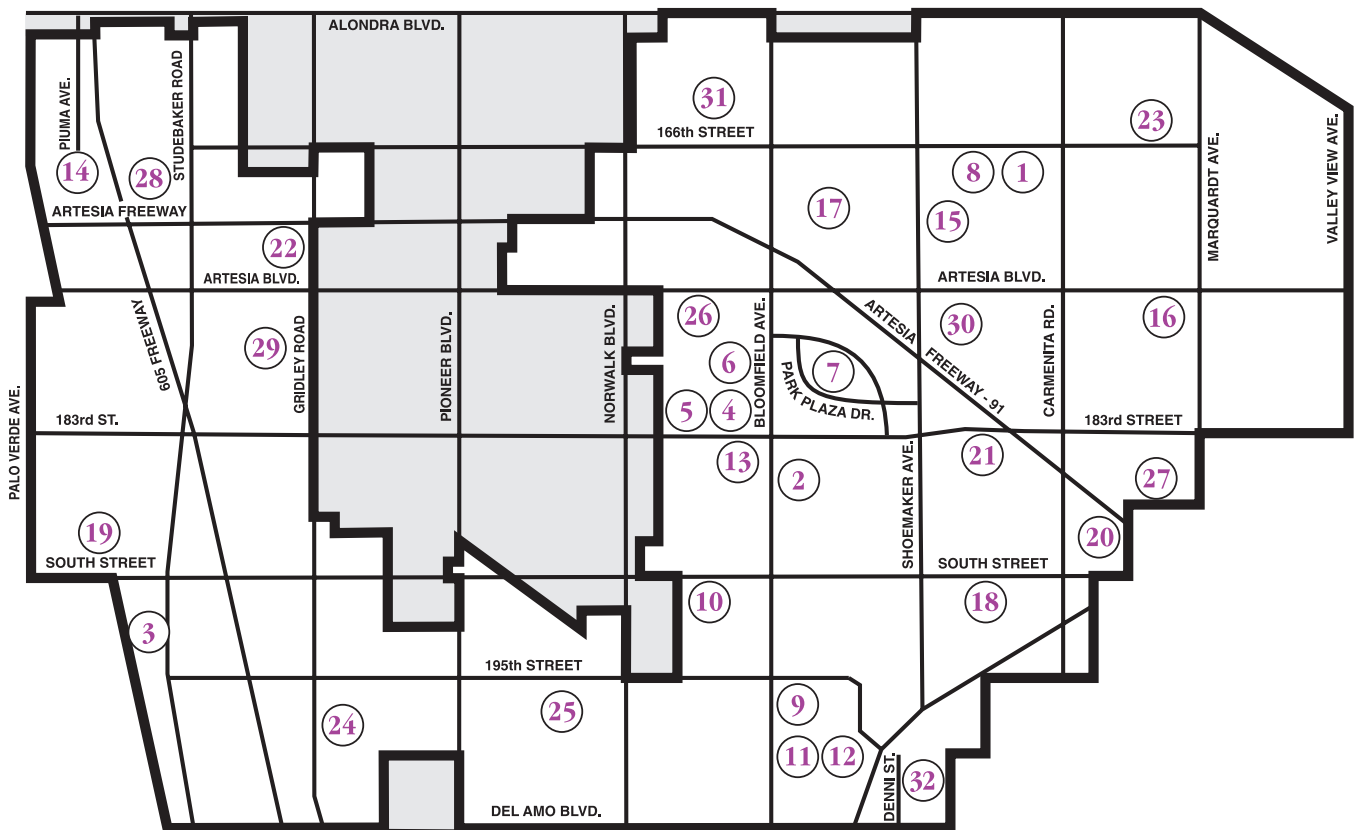 ALONDRA BLVD.
PIUMA AVE.
STUDEBAKER ROAD
31
166th STREET
23
MARQUARDT AVE.
VALLEY VIEW AVE.
14
28
8
1
ARTESIA FREEWAY
17
15
22
ARTESIA BLVD.
ARTESIA BLVD.
605 FREEWAY
29
GRIDLEY ROAD
PIONEER BLVD.
NORWALK BLVD.
26
BLOOMFIELD AVE.
ARTESIA FREEWAY - 91
30
CARMENITA RD.
16
6
7
PARK PLAZA DR.
5
4
183rd ST.
183rd STREET
PALO VERDE AVE.
13
2
SHOEMAKER AVE.
21
27
19
20
SOUTH STREET
SOUTH STREET
3
10
18
195th STREET
24
25
9
11
12
DENNI ST.
32
DEL AMO BLVD.